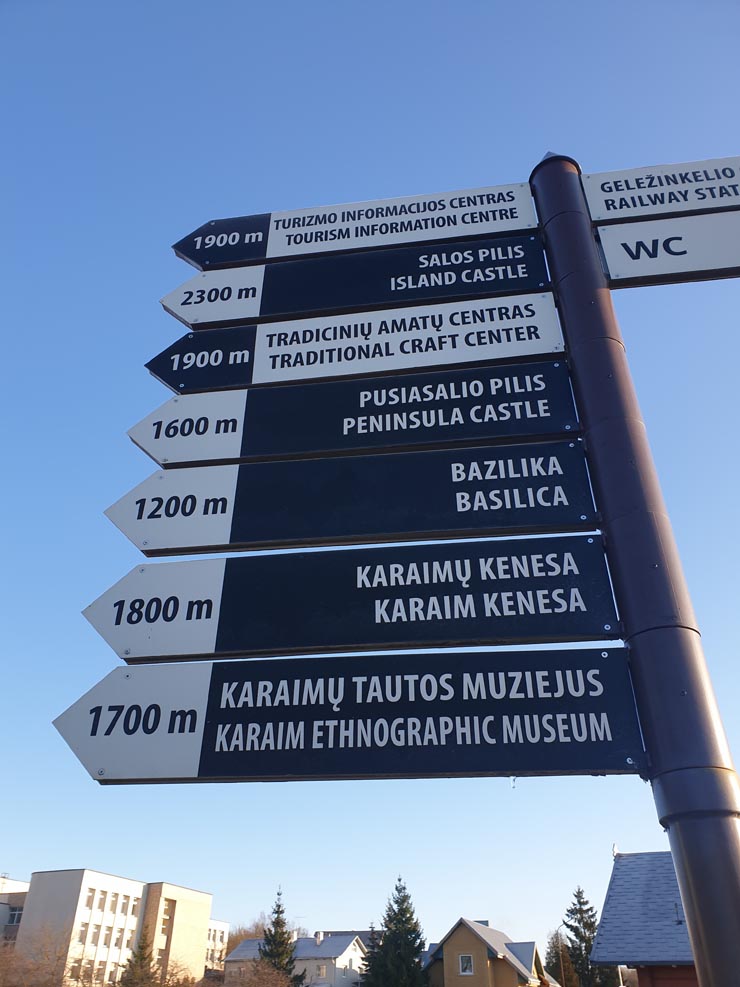 1900 m
TURIZMO INFORMACIJOS CENTRAS
TOURISM INFORMATION CENTRE
2300 m
SALOS PILIS
ISLAND CASTLE
1900 m
TRADICINIŲ AMATŲ CENTRAS
TRADITIONAL CRAFT CENTER
1600 m
PUSIASALIO PILIS
PENINSULA CASTLE
1200 m
BAZILIKA
BASILICA
1800 m
KARAIMŲ KENESA
KARAIM KENESA
1700 m
KARAIMŲ TAUTOS MUZIEJUS
KARAIM ETHNOGRAPHIC MUSEUM
GELEŽINKELIO
RAILWAY STAT
WC